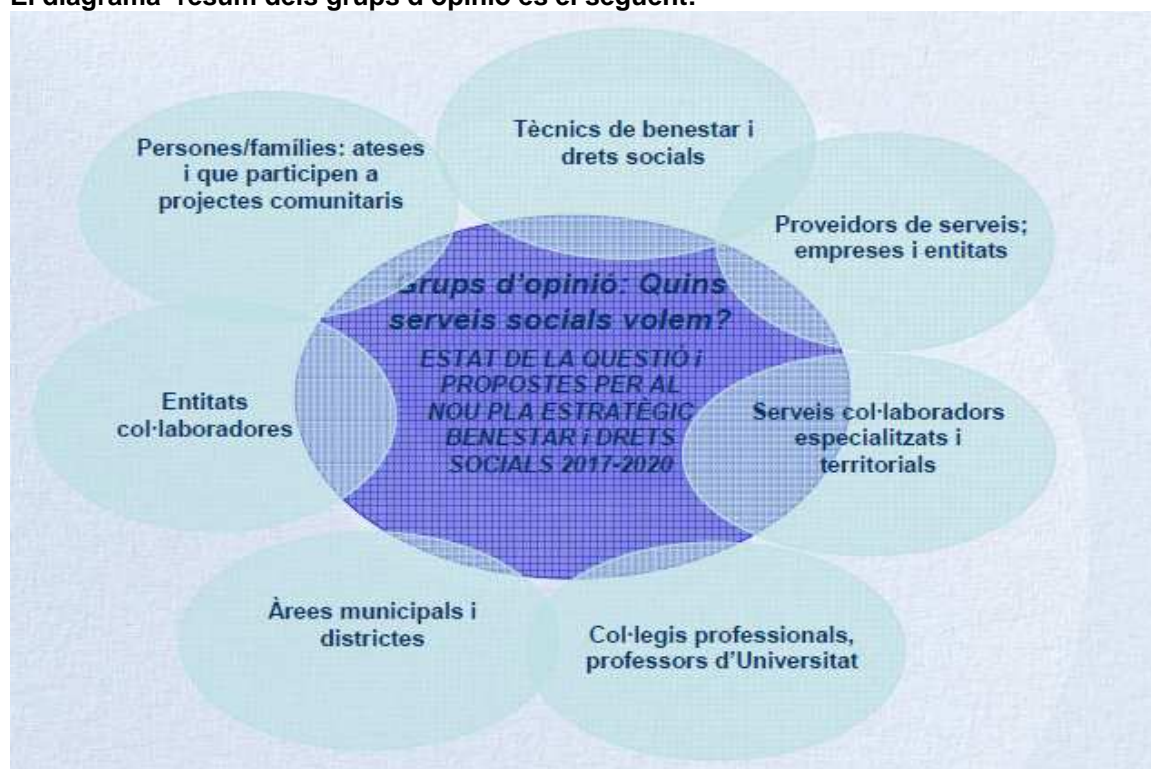 El diagrama resum dels grups d'opinió és el següent:
Tècnics de benestar i
drets socials
Persones/famílies: ateses
i que participen a
projectes comunitaris
Proveidors de serveis;
empreses i entitats
Grups d'opinió: Quins
serveis socials volem?
ESTAT DE LA QUESTIÓ i
PROPOSTES PER AL
NOU PLA ESTRATÈGIC
BENESTAR i DRETS
SOCIALS 2017-2020
Entitats
col·laboradores
Serveis col·laboradors
especialitzats i
territorials
Àrees municipals i
districtes
Col·legis professionals,
professors d'Universitat